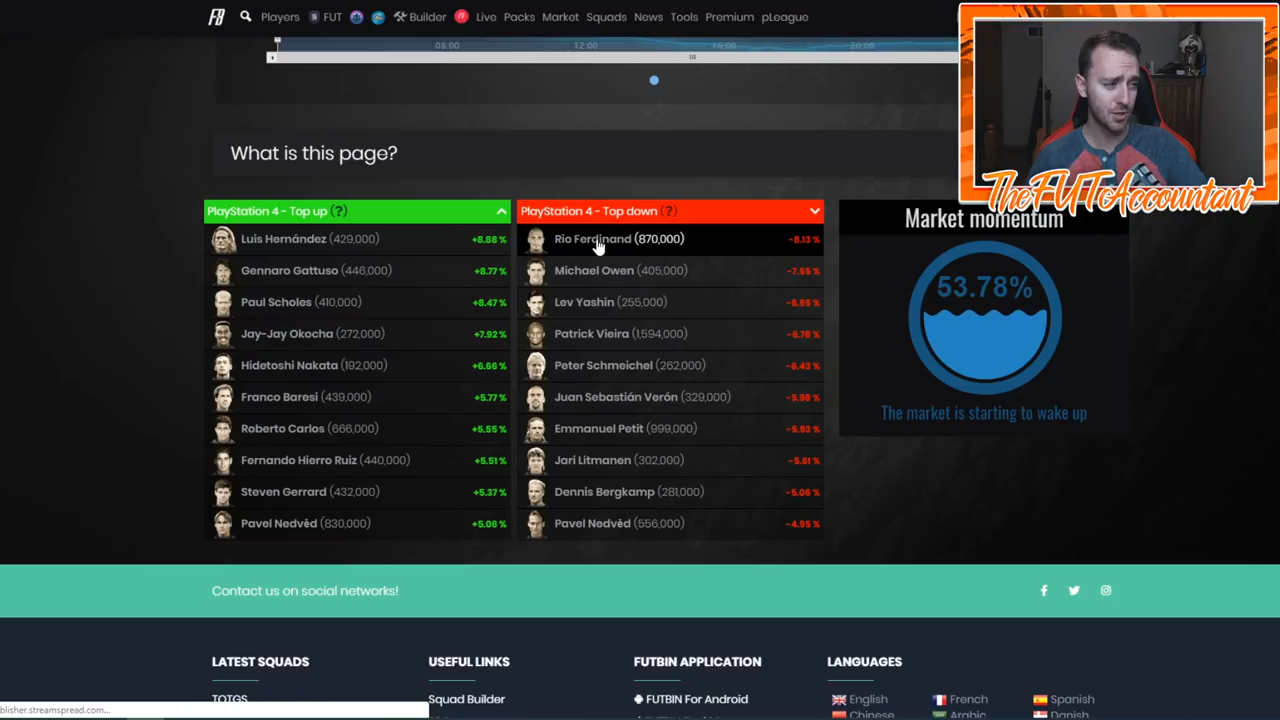 F8 Players FUT Builder Live Packs Market Squads News Tools Premium pLeague
08:00 12:00 16:00 20:00
TheFUTAccountant
What is this page?
PlayStation 4 - Top up (?)
Luis Hernández (429,000) +8.88 %
Gennaro Gattuso (446,000) +8.77 %
Paul Scholes (410,000) +8.47 %
Jay-Jay Okocha (272,000) +7.92 %
Hidetoshi Nakata (192,000) +6.66 %
Franco Baresi (439,000) +5.77 %
Roberto Carlos (666,000) +5.55 %
Fernando Hierro Ruiz (440,000) +5.51 %
Steven Gerrard (432,000) +5.37 %
Pavel Nedvěd (830,000) +5.06 %
PlayStation 4 - Top down (?)
Rio Ferdinand (870,000) -8.13 %
Michael Owen (405,000) -7.55 %
Lev Yashin (255,000) -6.95 %
Patrick Vieira (1,594,000) -6.78 %
Peter Schmeichel (262,000) -6.43 %
Juan Sebastián Verón (329,000) -5.98 %
Emmanuel Petit (999,000) -5.93 %
Jari Litmanen (302,000) -5.61 %
Dennis Bergkamp (281,000) -5.06 %
Pavel Nedvěd (556,000) -4.95 %
Market momentum
53.78%
The market is starting to wake up
Contact us on social networks!
LATEST SQUADS USEFUL LINKS FUTBIN APPLICATION LANGUAGES
TOTGS Squad Builder FUTBIN For Android English French Spanish
Chinese Arabic Danish
blisher.streamspread.com...